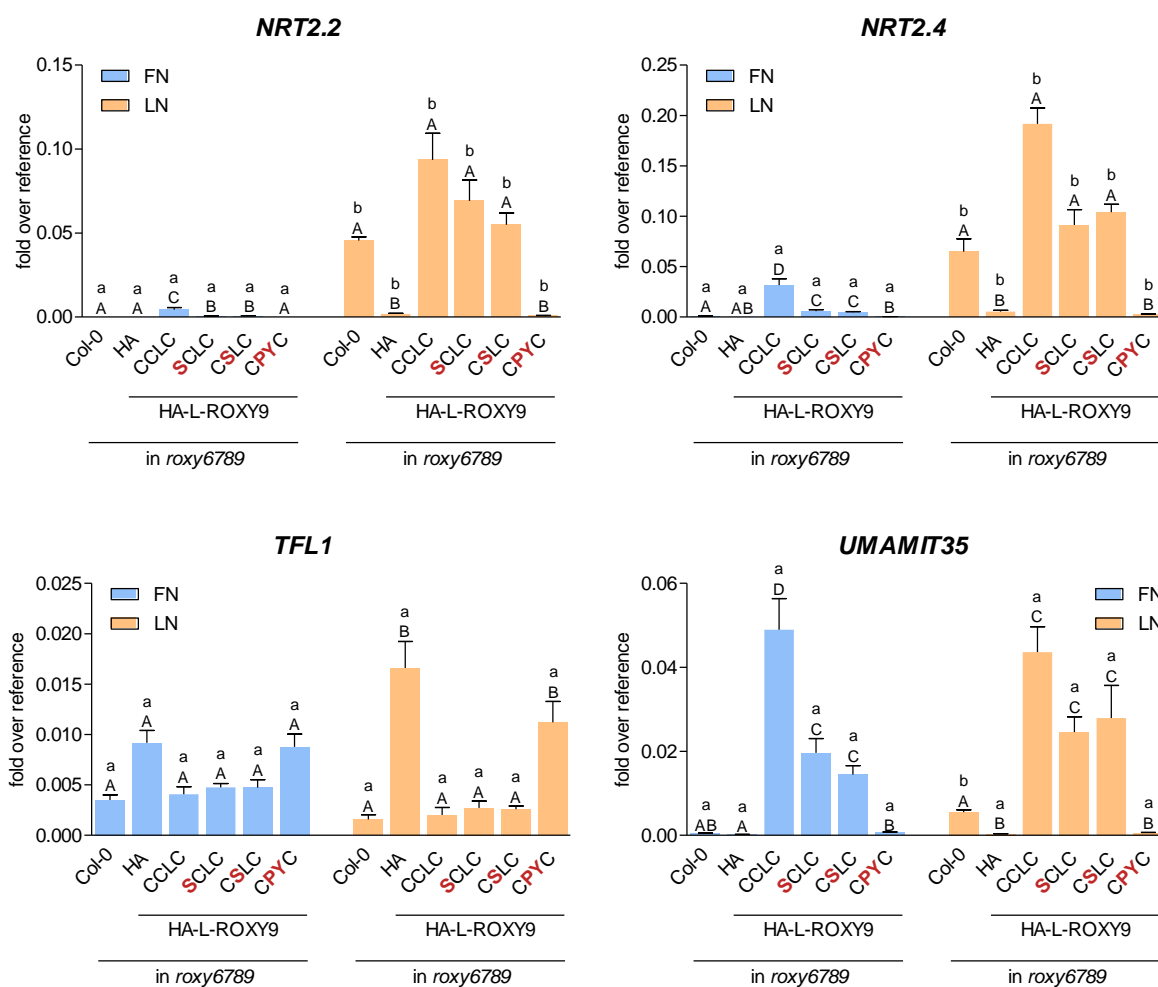 NRT2.2
0.15
0.10
0.05
0.00
fold over reference
FN
LN
a a a a a a b b b b b b
A A C B B A A B A A A B
Col-0 HA CCLC SCLC CSLC CPYC Col-0 HA CCLC SCLC CSLC CPYC
HA-L-ROXY9 HA-L-ROXY9
in roxy6789 in roxy6789
NRT2.4
0.25
0.20
0.15
0.10
0.05
0.00
fold over reference
FN
LN
a a a a a a b b b b b b
A AB D C C B A B A A A B
Col-0 HA CCLC SCLC CSLC CPYC Col-0 HA CCLC SCLC CSLC CPYC
HA-L-ROXY9 HA-L-ROXY9
in roxy6789 in roxy6789
TFL1
0.025
0.020
0.015
0.010
0.005
0.000
fold over reference
FN
LN
a a a a a a a a a a a a
A A A A A A A B A A A B
Col-0 HA CCLC SCLC CSLC CPYC Col-0 HA CCLC SCLC CSLC CPYC
HA-L-ROXY9 HA-L-ROXY9
in roxy6789 in roxy6789
UMAMIT35
0.06
0.04
0.02
0.00
fold over reference
FN
LN
a a a a a a b a a a a a
AB A D C C B A B C C C B
Col-0 HA CCLC SCLC CSLC CPYC Col-0 HA CCLC SCLC CSLC CPYC
HA-L-ROXY9 HA-L-ROXY9
in roxy6789 in roxy6789